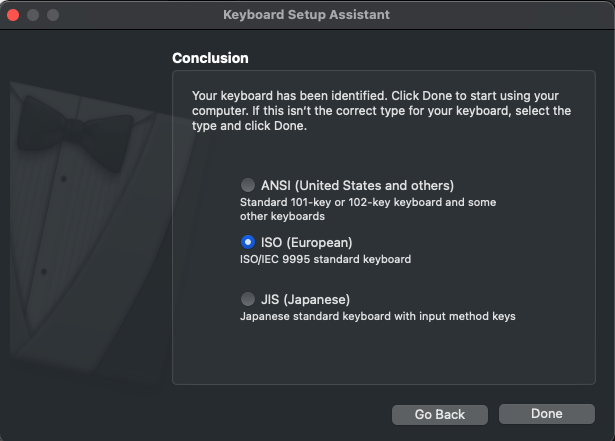 Keyboard Setup Assistant
Conclusion
Your keyboard has been identified. Click Done to start using your
computer. If this isn't the correct type for your keyboard, select the
type and click Done.
ANSI (United States and others)
Standard 101-key or 102-key keyboard and some
other keyboards
ISO (European)
ISO/IEC 9995 standard keyboard
JIS (Japanese)
Japanese standard keyboard with input method keys
Go Back
Done